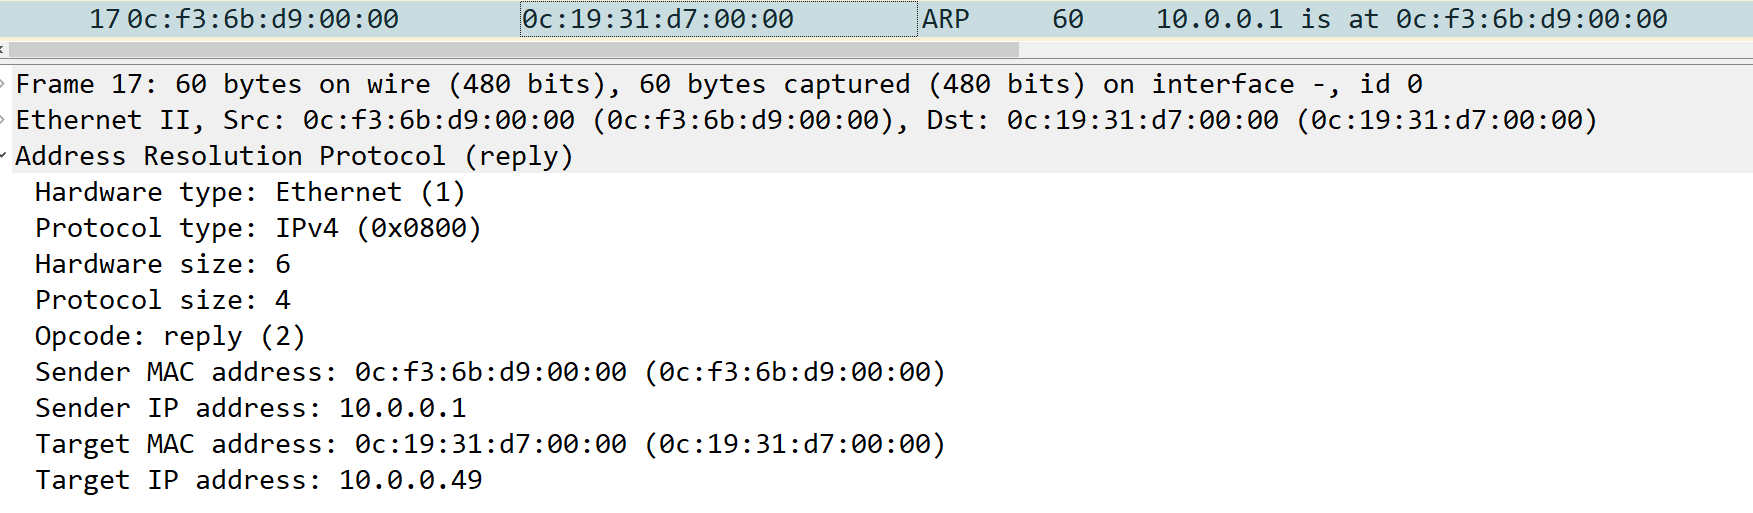 17 0c:f3:6b:d9:00:00 0c:19:31:d7:00:00 ARP 60 10.0.0.1 is at 0c:f3:6b:d9:00:00
Frame 17: 60 bytes on wire (480 bits), 60 bytes captured (480 bits) on interface -, id 0
Ethernet II, Src: 0c:f3:6b:d9:00:00 (0c:f3:6b:d9:00:00), Dst: 0c:19:31:d7:00:00 (0c:19:31:d7:00:00)
Address Resolution Protocol (reply)
Hardware type: Ethernet (1)
Protocol type: IPv4 (0x0800)
Hardware size: 6
Protocol size: 4
Opcode: reply (2)
Sender MAC address: 0c:f3:6b:d9:00:00 (0c:f3:6b:d9:00:00)
Sender IP address: 10.0.0.1
Target MAC address: 0c:19:31:d7:00:00 (0c:19:31:d7:00:00)
Target IP address: 10.0.0.49